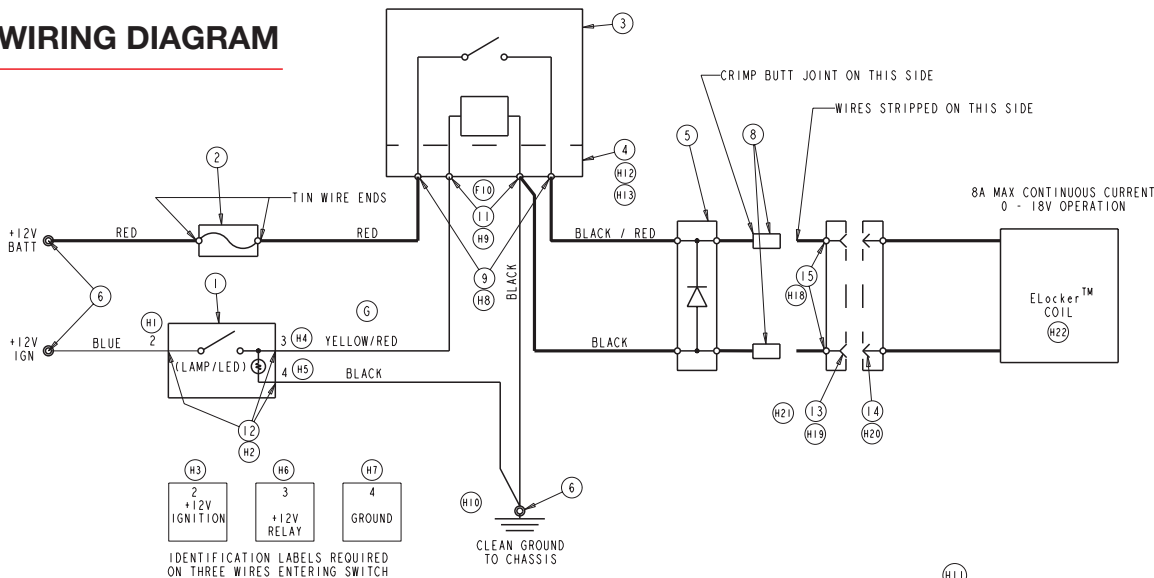 WIRING DIAGRAM
3
CRIMP BUTT JOINT ON THIS SIDE
WIRES STRIPPED ON THIS SIDE
2
5
8
4
H12
H13
F10
11
H9
TIN WIRE ENDS
8A MAX CONTINUOUS CURRENT
0 - 18V OPERATION
+12V
BATT
RED
RED
BLACK / RED
9
H8
BLACK
15
H18
6
1
G
ELocker™
COIL
H22
H1
+12V
IGN
BLUE
2
3
H4
YELLOW/RED
BLACK
(LAMP/LED)
H5
4
BLACK
12
H2
H21
13
H19
14
H20
H3
H6
H7
2
+12V
IGNITION
3
+12V
RELAY
4
GROUND
H10
6
IDENTIFICATION LABELS REQUIRED
ON THREE WIRES ENTERING SWITCH
CLEAN GROUND
TO CHASSIS
H11